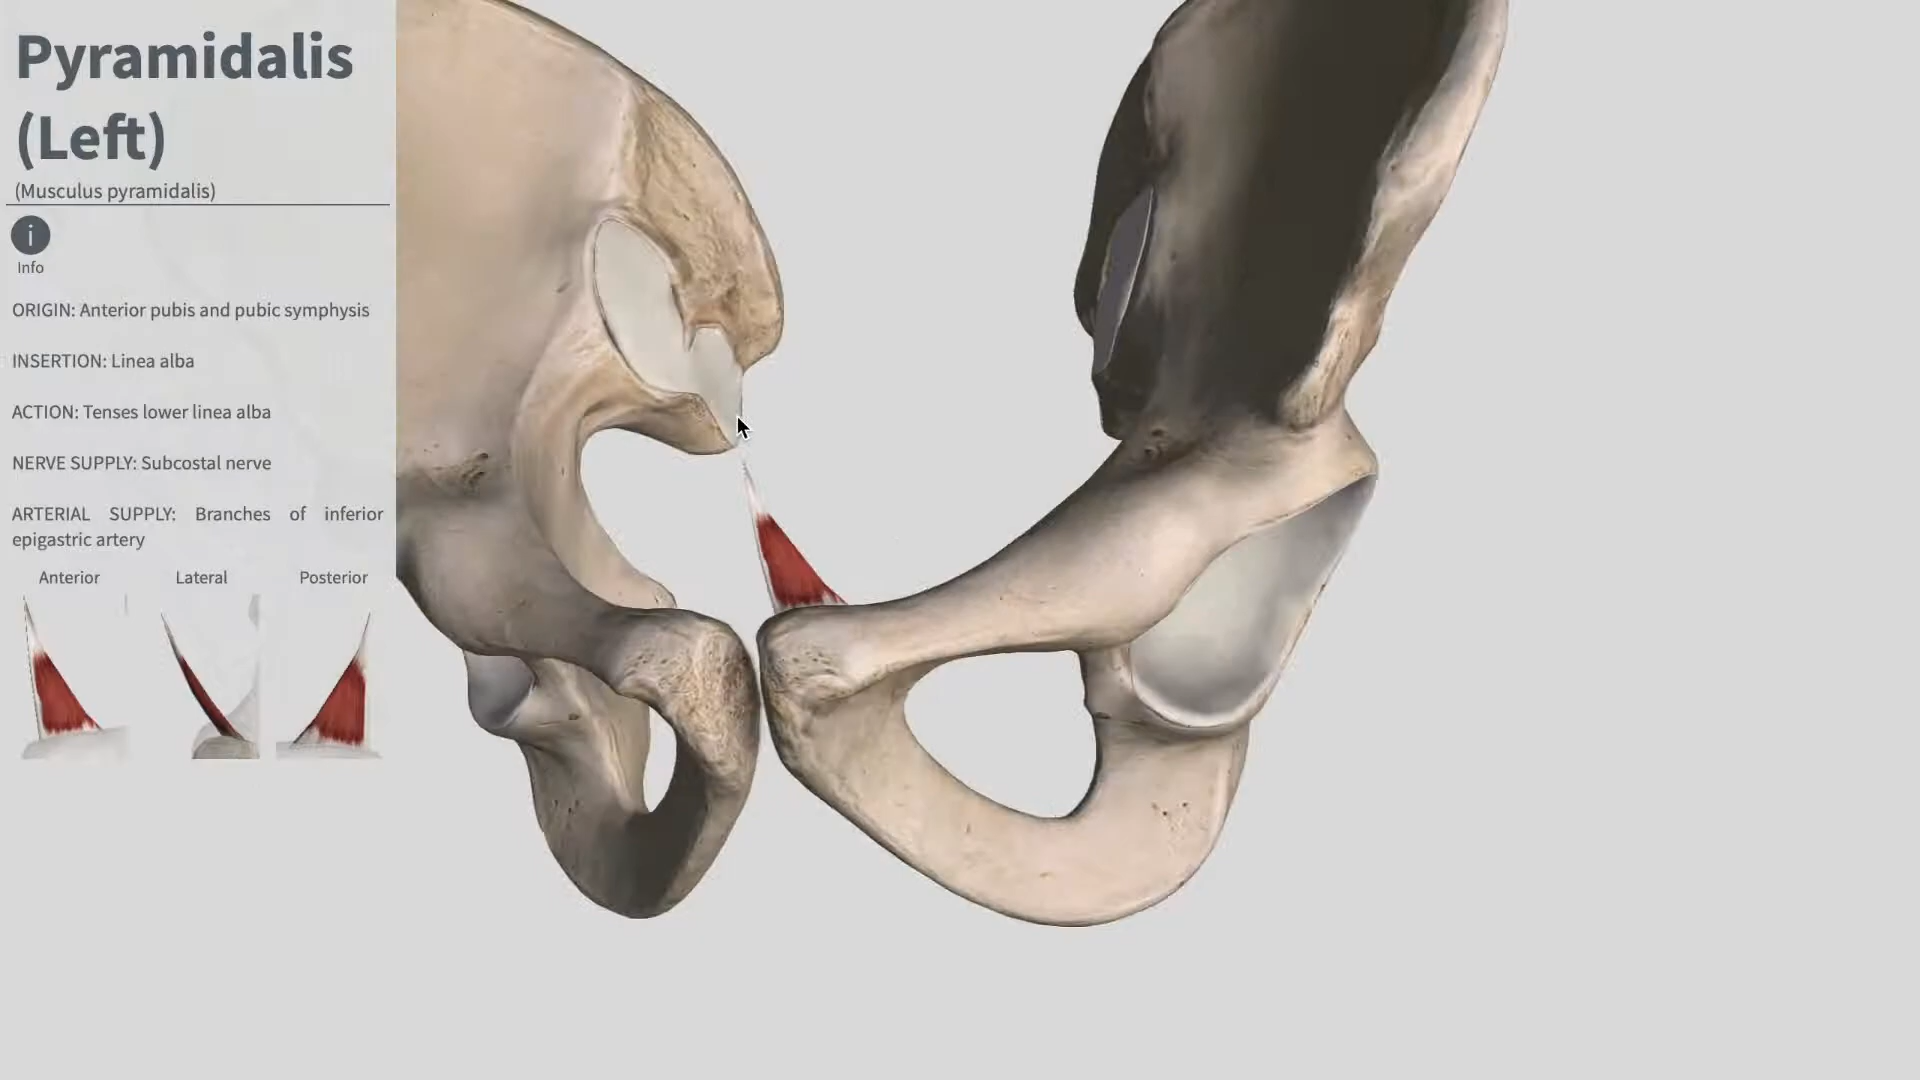 Pyramidalis
(Left)
(Musculus pyramidalis)
i
Info
ORIGIN: Anterior pubis and pubic symphysis
INSERTION: Linea alba
ACTION: Tenses lower linea alba
NERVE SUPPLY: Subcostal nerve
ARTERIAL SUPPLY: Branches of inferior
epigastric artery
Anterior Lateral Posterior